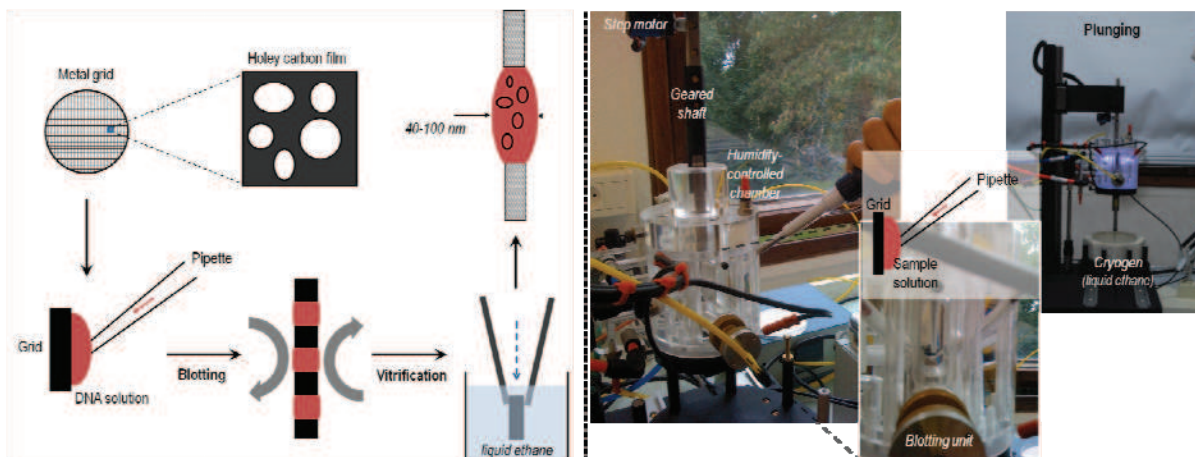 Metal grid
Holey carbon film
40-100 nm
Grid
Pipette
DNA solution
Blotting
Vitrification
liquid ethane
Step motor
Geared
shaft
Humidity-
controlled
chamber
Plunging
Grid
Pipette
Sample
solution
Cryogen
(liquid ethane)
Blotting unit